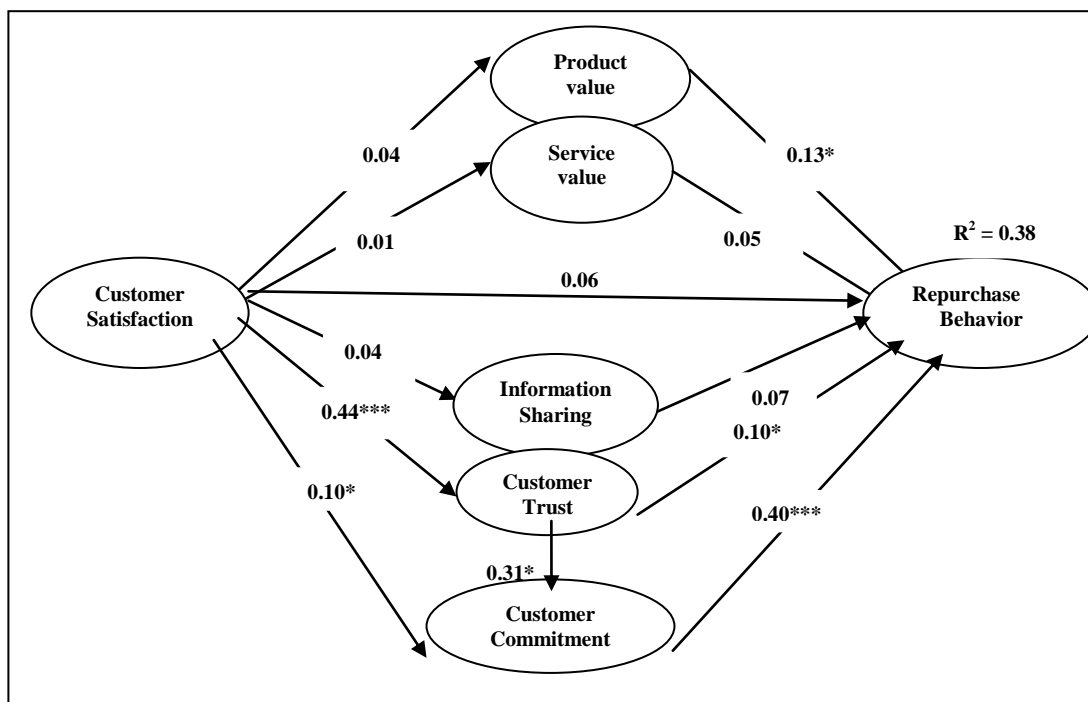 Product
value
0.04
0.13*
Service
value
0.01
0.05
R² = 0.38
0.06
Customer
Satisfaction
Repurchase
Behavior
0.04
Information
Sharing
0.07
0.44***
0.10*
Customer
Trust
0.10*
0.40***
0.31*
Customer
Commitment